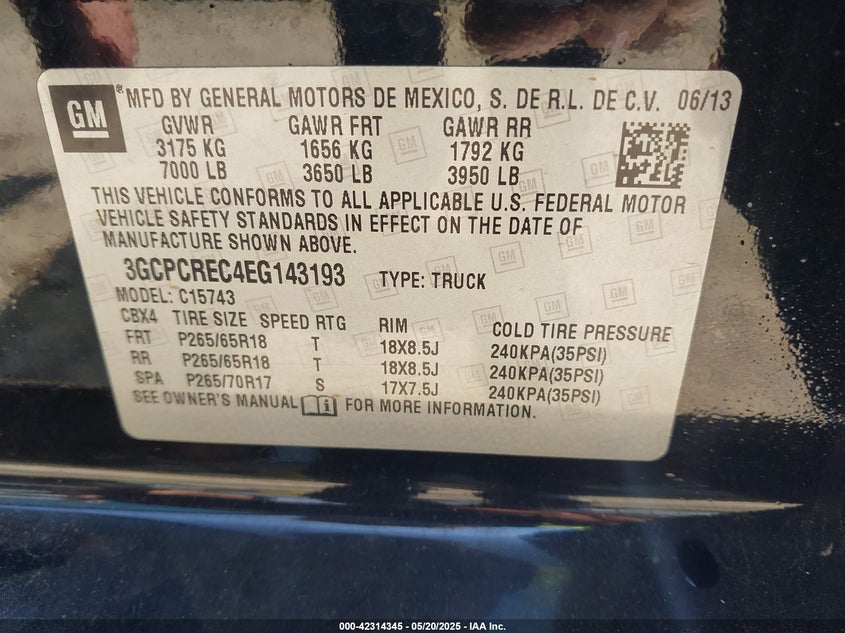 GM
MFD BY GENERAL MOTORS DE MEXICO, S. DE R.L. DE C.V. 06/13
GVWR GAWR FRT GAWR RR
3175 KG 1656 KG 1792 KG
7000 LB 3650 LB 3950 LB
THIS VEHICLE CONFORMS TO ALL APPLICABLE U.S. FEDERAL MOTOR
VEHICLE SAFETY STANDARDS IN EFFECT ON THE DATE OF
MANUFACTURE SHOWN ABOVE.
3GCPCREC4EG143193 TYPE: TRUCK
MODEL: C15743
CBX4 TIRE SIZE SPEED RTG RIM COLD TIRE PRESSURE
FRT P265/65R18 T 18X8.5J 240KPA(35PSI)
RR P265/65R18 T 18X8.5J 240KPA(35PSI)
SPA P265/70R17 S 17X7.5J 240KPA(35PSI)
SEE OWNER'S MANUAL FOR MORE INFORMATION.
000-42314345 — 05/20/2025 — IAA Inc.